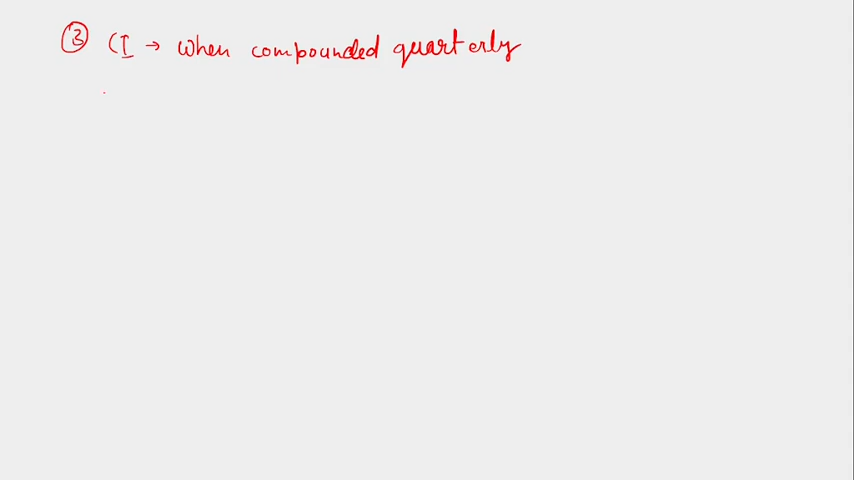 ③ CI → when compounded quarterly